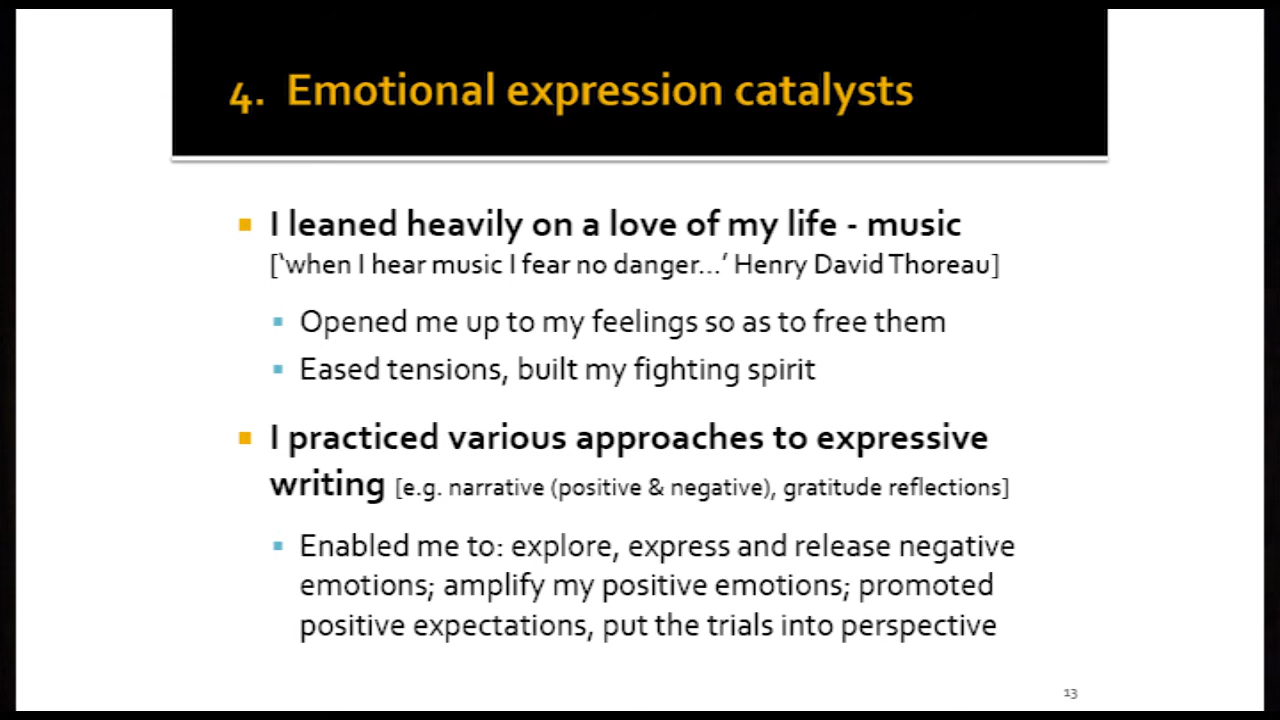 4. Emotional expression catalysts
I leaned heavily on a love of my life - music
[‘when I hear music I fear no danger...’ Henry David Thoreau]
Opened me up to my feelings so as to free them
Eased tensions, built my fighting spirit
I practiced various approaches to expressive
writing [e.g. narrative (positive & negative), gratitude reflections]
Enabled me to: explore, express and release negative
emotions; amplify my positive emotions; promoted
positive expectations, put the trials into perspective
13